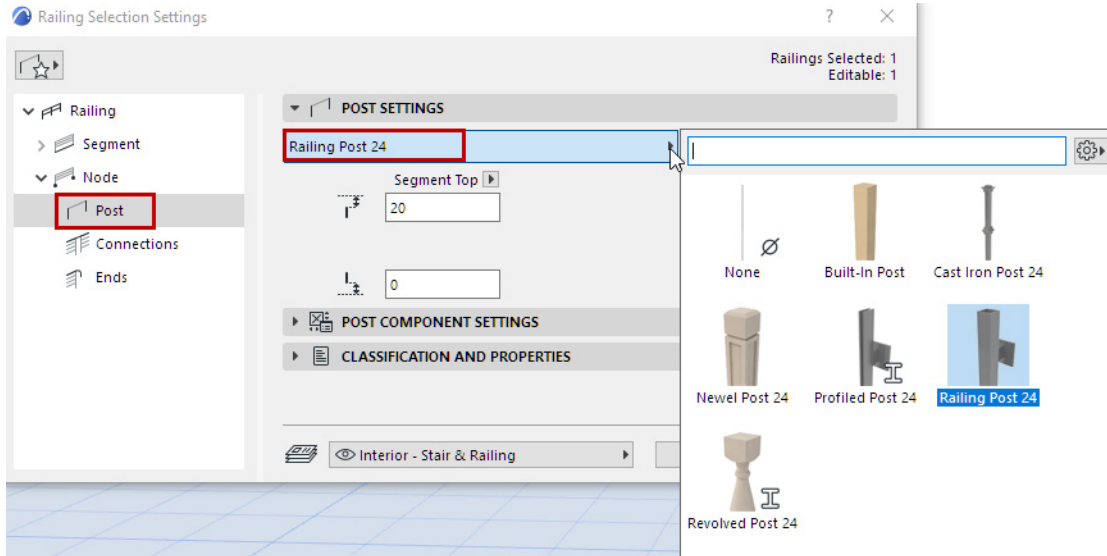 Railing Selection Settings
?
Railings Selected: 1
Editable: 1
Railing
Segment
Node
Post
Connections
Ends
POST SETTINGS
Railing Post 24
Segment Top
20
0
POST COMPONENT SETTINGS
CLASSIFICATION AND PROPERTIES
Interior - Stair & Railing
None
Built-In Post
Cast Iron Post 24
Newel Post 24
Profiled Post 24
Railing Post 24
Revolved Post 24